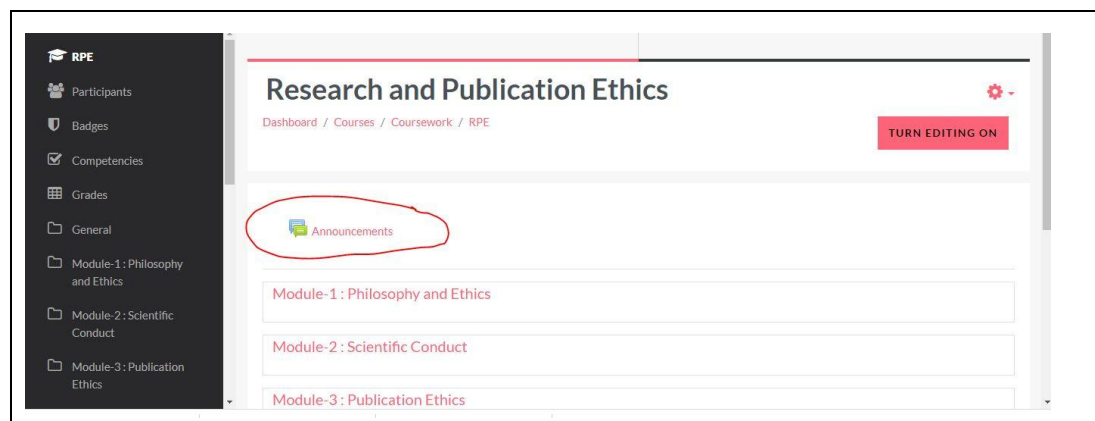 RPE
Participants
Badges
Competencies
Grades
General
Module-1 : Philosophy
and Ethics
Module-2 : Scientific
Conduct
Module-3 : Publication
Ethics
Research and Publication Ethics
Dashboard / Courses / Coursework / RPE
TURN EDITING ON
Announcements
Module-1 : Philosophy and Ethics
Module-2 : Scientific Conduct
Module-3 : Publication Ethics